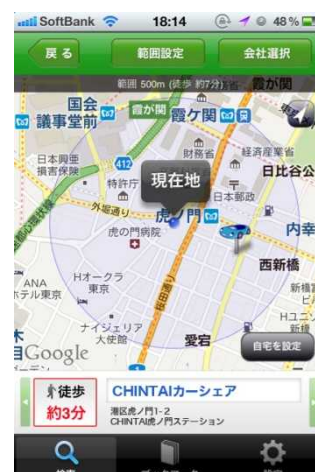 SoftBank 18:14 48%
戻る 範囲設定 会社選択
範囲 500m (徒歩 約7分)
霞が関
国会
議事堂前
霞が関
霞ケ関
財務省
経済産業省
日本興亜
損害保険
412
特許庁
現在地
日本郵政
日比谷公
外堀通り
虎ノ門
虎の門病院
内幸
西新橋
ANA
テル東京
Hオークラ
東京
桜田通り
ナイジェリア
大使館
愛宕
新橋
Google
自宅を設定
徒歩
約3分
CHINTAIカーシェア
港区虎ノ門1-2
CHINTAI虎ノ門ステーション